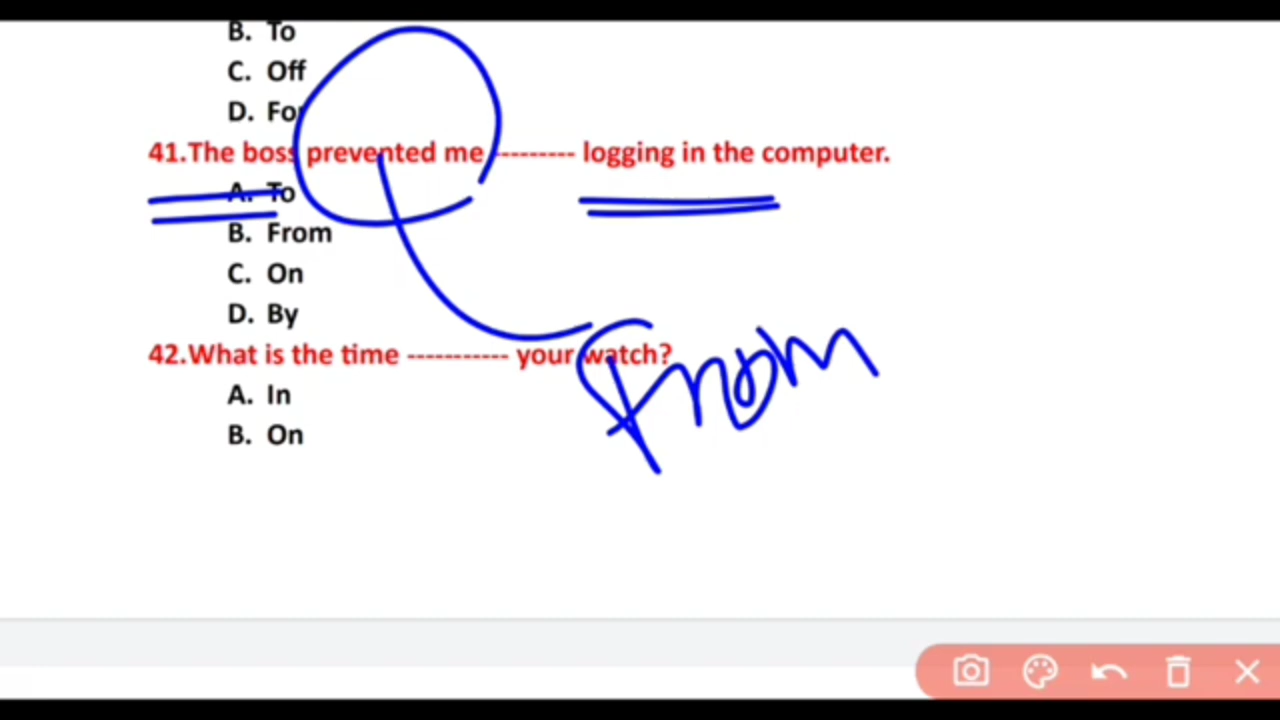 B. To
C. Off
D. For
41.The boss prevented me --------- logging in the computer.
A. To
B. From
C. On
D. By
42.What is the time ----------- your watch?
From
A. In
B. On